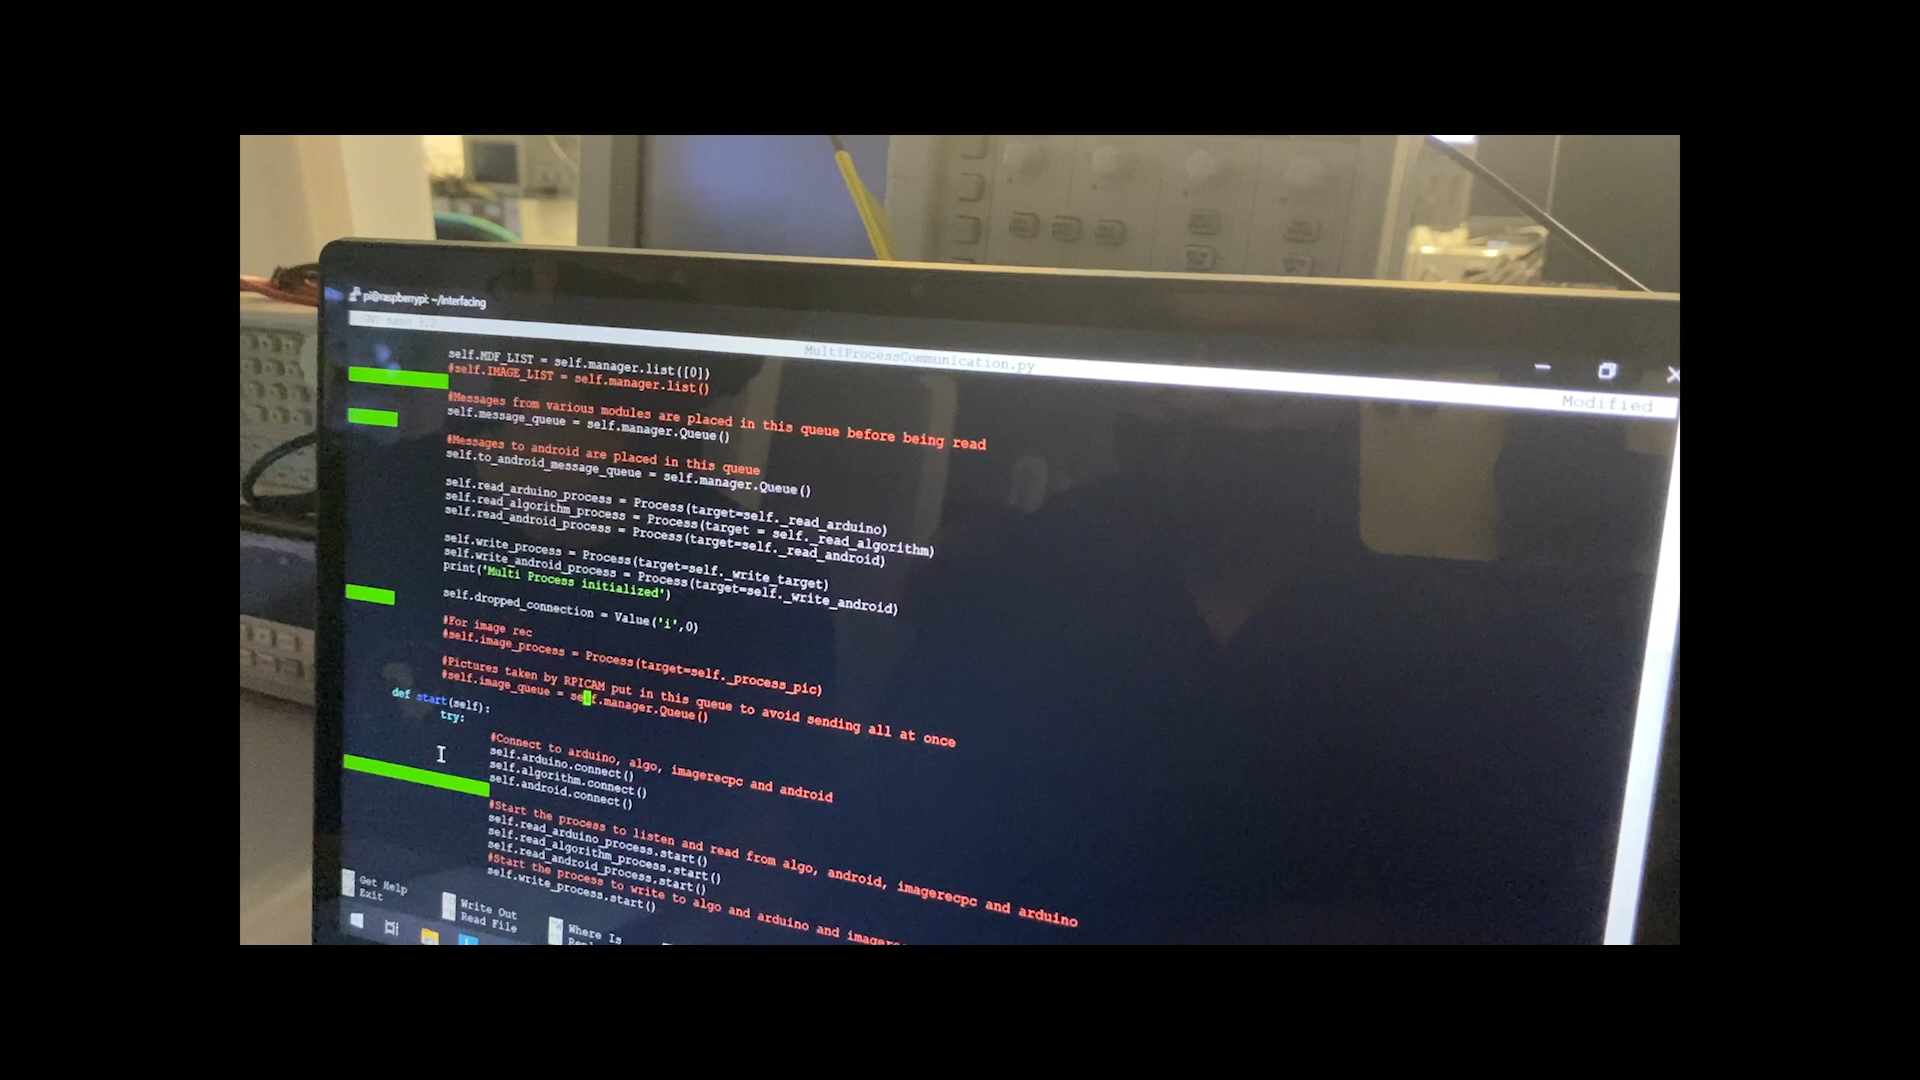 pi@raspberrypi: ~/interfacing
GNU nano 3.2
MultiProcessCommunication.py
Modified
self.MDF_LIST = self.manager.list([0])
#self.IMAGE_LIST = self.manager.list()
#Messages from various modules are placed in this queue before being read
self.message_queue = self.manager.Queue()
#Messages to android are placed in this queue
self.to_android_message_queue = self.manager.Queue()
self.read_arduino_process = Process(target=self._read_arduino)
self.read_algorithm_process = Process(target = self._read_algorithm)
self.read_android_process = Process(target=self._read_android)
self.write_process = Process(target=self._write_target)
self.write_android_process = Process(target=self._write_android)
print('Multi Process initialized')
self.dropped_connection = Value('i',0)
#For image rec
#self.image_process = Process(target=self._process_pic)
#Pictures taken by RPICAM put in this queue to avoid sending all at once
#self.image_queue = self.manager.Queue()
def start(self):
try:
#Connect to arduino, algo, imagerecpc and android
self.arduino.connect()
self.algorithm.connect()
self.android.connect()
#Start the process to listen and read from algo, android, imagerecpc and arduino
self.read_arduino_process.start()
self.read_algorithm_process.start()
self.read_android_process.start()
#Start the process to write to algo and arduino and imager
self.write_process.start()
Get Help
Write Out
Where Is
Exit
Read File